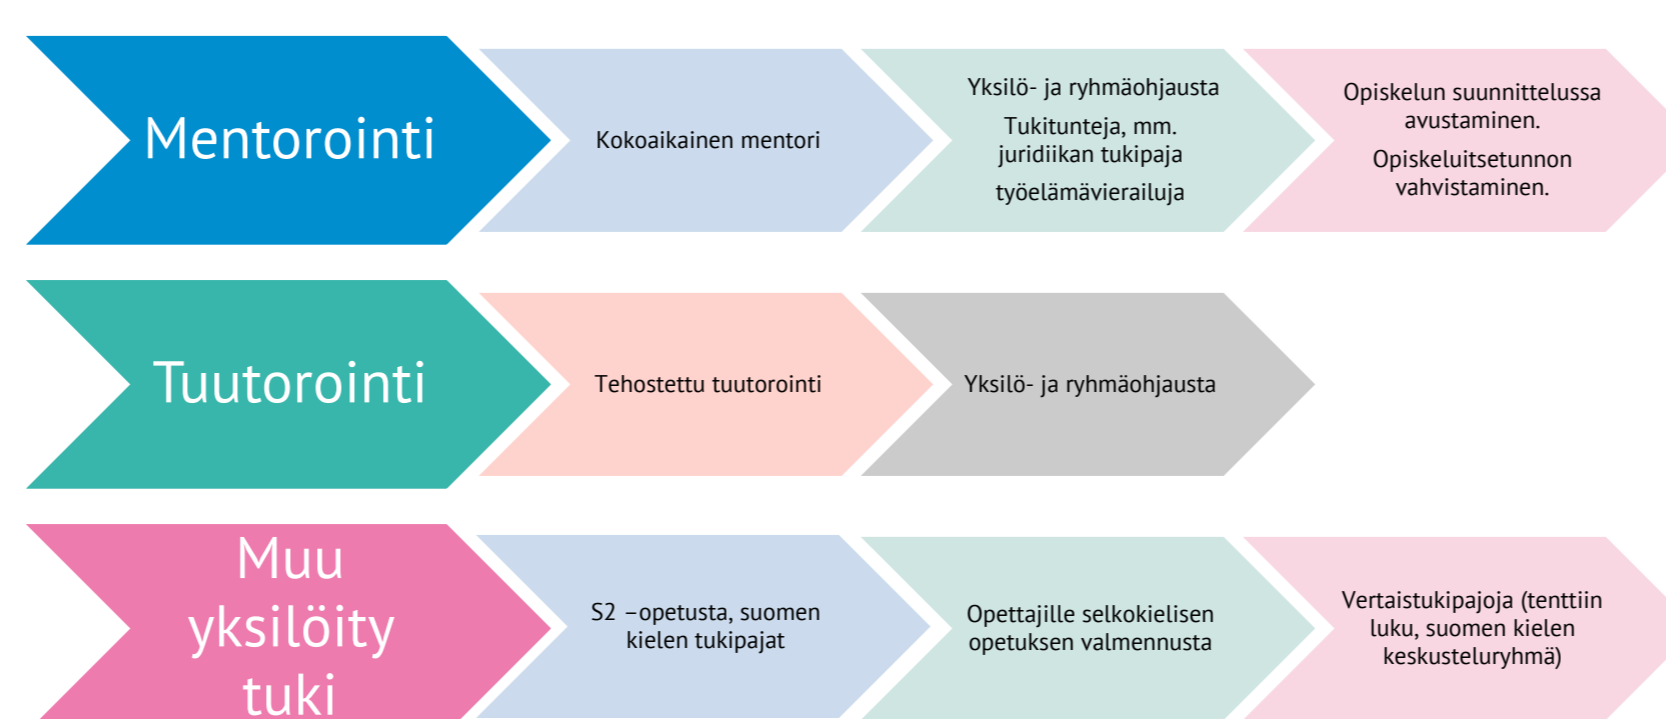 Mentorointi
Kokoaikainen mentori
Yksilö- ja ryhmäohjausta
Tukitunteja, mm.
juridiikan tukipaja
työelämävierailuja
Opiskelun suunnittelussa
avustaminen.
Opiskeluitsetunnon
vahvistaminen.
Tuutorointi
Tehostettu tuutorointi
Yksilö- ja ryhmäohjausta
Muu
yksilöity
tuki
S2 –opetusta, suomen
kielen tukipajat
Opettajille selkokielisen
opetuksen valmennusta
Vertaistukipajoja (tenttiin
luku, suomen kielen
keskusteluryhmä)